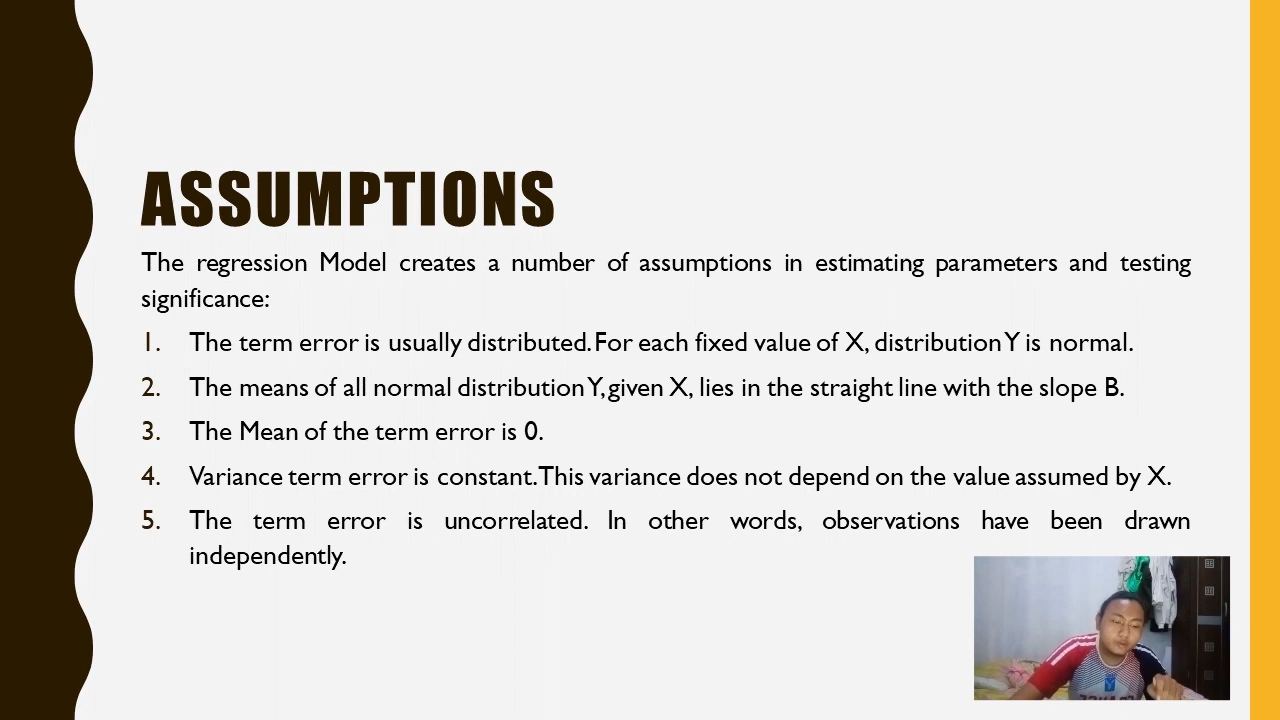 ASSUMPTIONS
The regression Model creates a number of assumptions in estimating parameters and testing
significance:
1. The term error is usually distributed. For each fixed value of X, distribution Y is normal.
2. The means of all normal distribution Y, given X, lies in the straight line with the slope B.
3. The Mean of the term error is 0.
4. Variance term error is constant. This variance does not depend on the value assumed by X.
5. The term error is uncorrelated. In other words, observations have been drawn
independently.